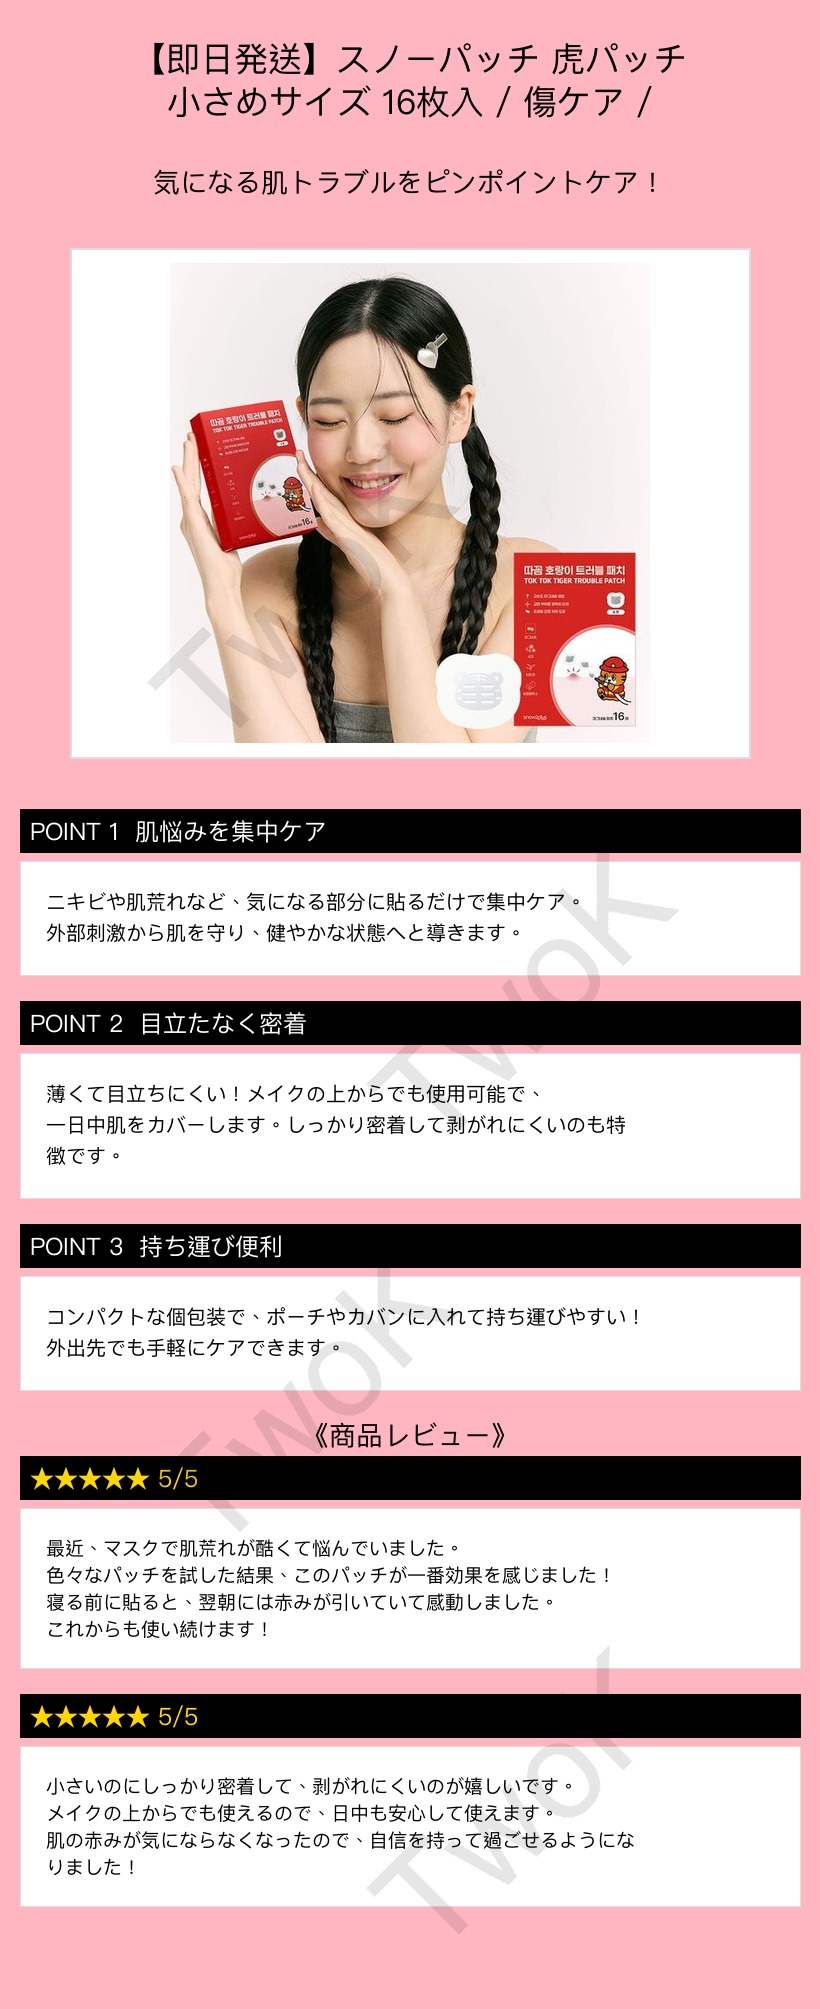 【即日発送】スノーパッチ 虎パッチ
小さめサイズ 16枚入 / 傷ケア /
気になる肌トラブルをピンポイントケア！
따꼼 호랑이 트러블 패치
TOK TOK TIGER TROUBLE PATCH
16
따꼼 호랑이 트러블 패치
TOK TOK TIGER TROUBLE PATCH
Mg
16
TwoK
POINT 1 肌悩みを集中ケア
ニキビや肌荒れなど、気になる部分に貼るだけで集中ケア。
外部刺激から肌を守り、健やかな状態へと導きます。
TwoK
POINT 2 目立たなく密着
薄くて目立ちにくい！メイクの上からでも使用可能で、
一日中肌をカバーします。しっかり密着して剥がれにくいのも特
徴です。
POINT 3 持ち運び便利
コンパクトな個包装で、ポーチやカバンに入れて持ち運びやすい！
外出先でも手軽にケアできます。
TwoK
《商品レビュー》
★★★★★ 5/5
最近、マスクで肌荒れが酷くて悩んでいました。
色々なパッチを試した結果、このパッチが一番効果を感じました！
寝る前に貼ると、翌朝には赤みが引いていて感動しました。
これからも使い続けます！
★★★★★ 5/5
小さいのにしっかり密着して、剥がれにくいのが嬉しいです。
メイクの上からでも使えるので、日中も安心して使えます。
肌の赤みが気にならなくなったので、自信を持って過ごせるようにな
りました！
TwoK